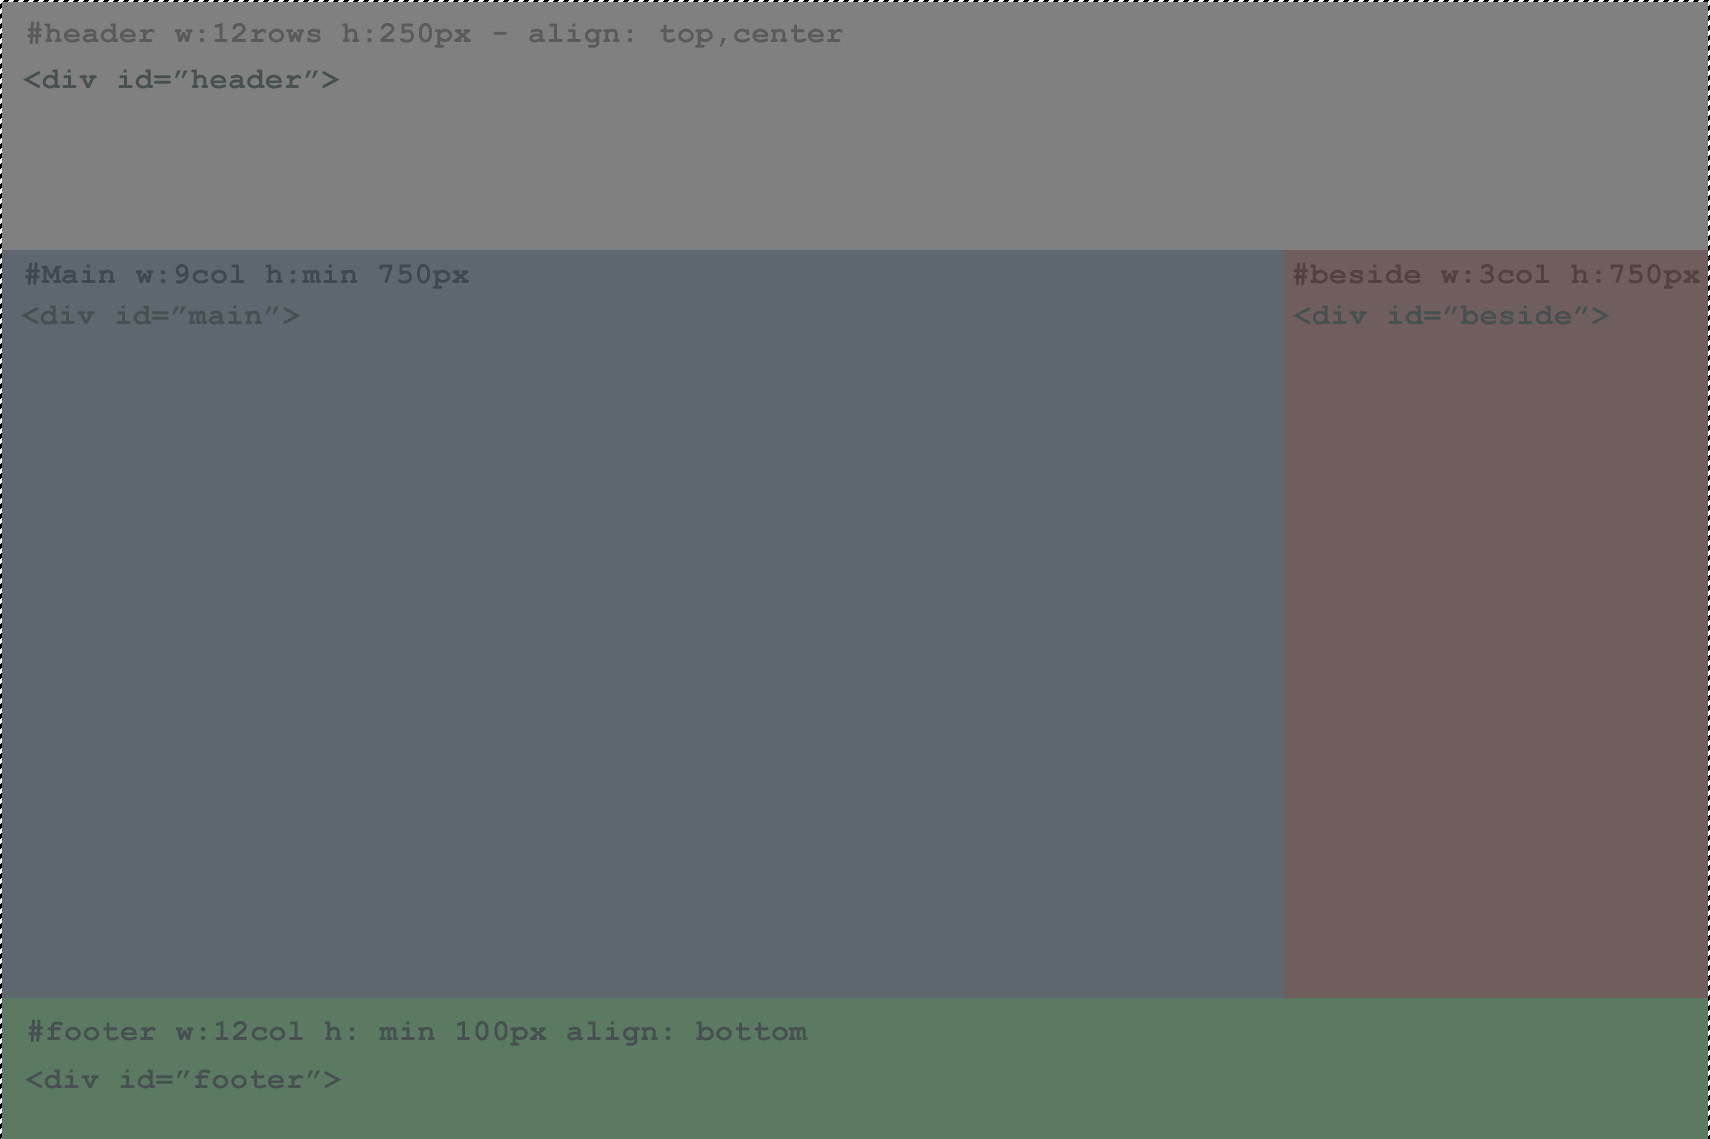 #header w:12rows h:250px - align: top,center
<div id=”header”>
#Main w:9col h:min 750px
<div id=”main”>
#beside w:3col h:750px
<div id=”beside”>
#footer w:12col h: min 100px align: bottom
<div id=”footer”>